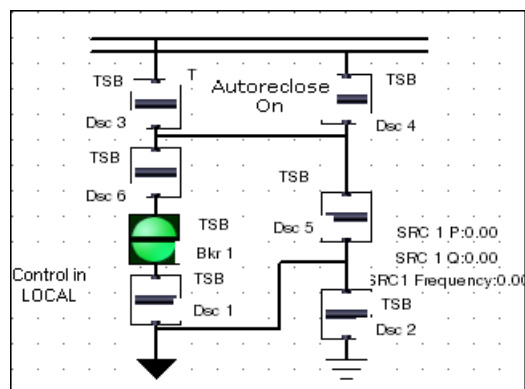 TSB
T
TSB
Autoreclose
On
Dsc 3
Dsc 4
TSB
TSB
Dsc 6
TSB
SRC 1 P:0.00
Dsc 5
Bkr 1
SRC 1 Q:0.00
Control in
LOCAL
TSB
SRC1 Frequency:0.00
TSB
Dsc 1
Dsc 2